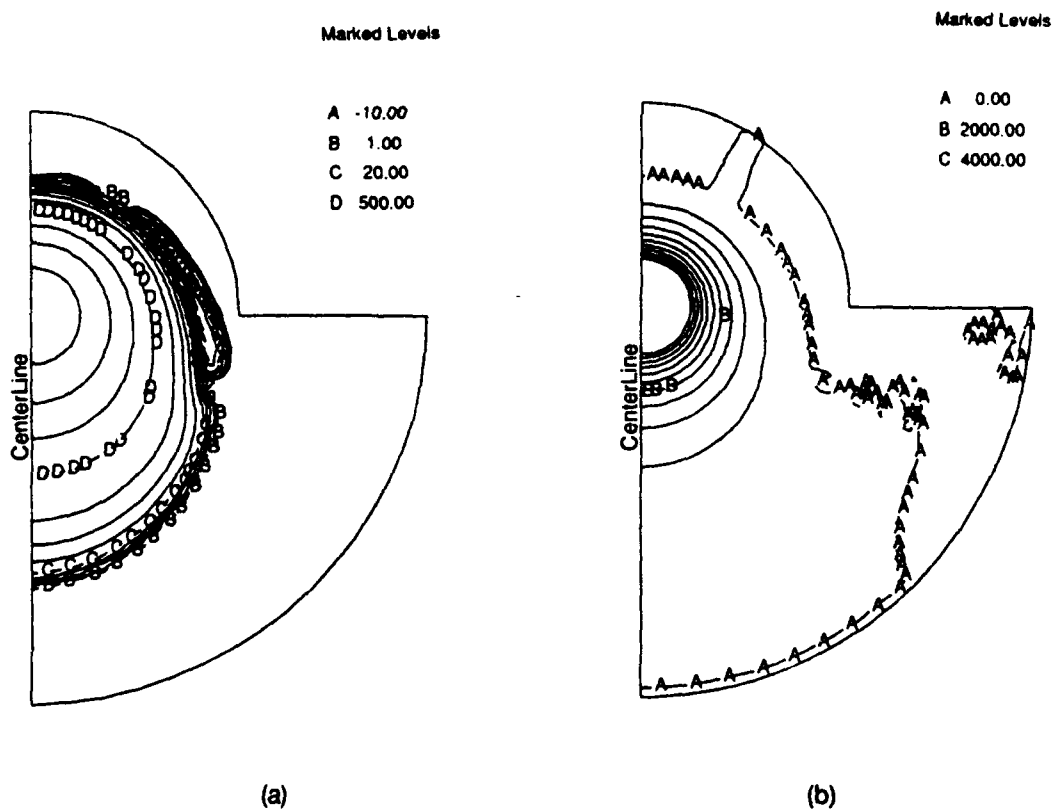 Marked Levels
A -10.00
B 1.00
C 20.00
D 500.00
CenterLine
(a)
Marked Levels
A 0.00
B 2000.00
C 4000.00
CenterLine
(b)